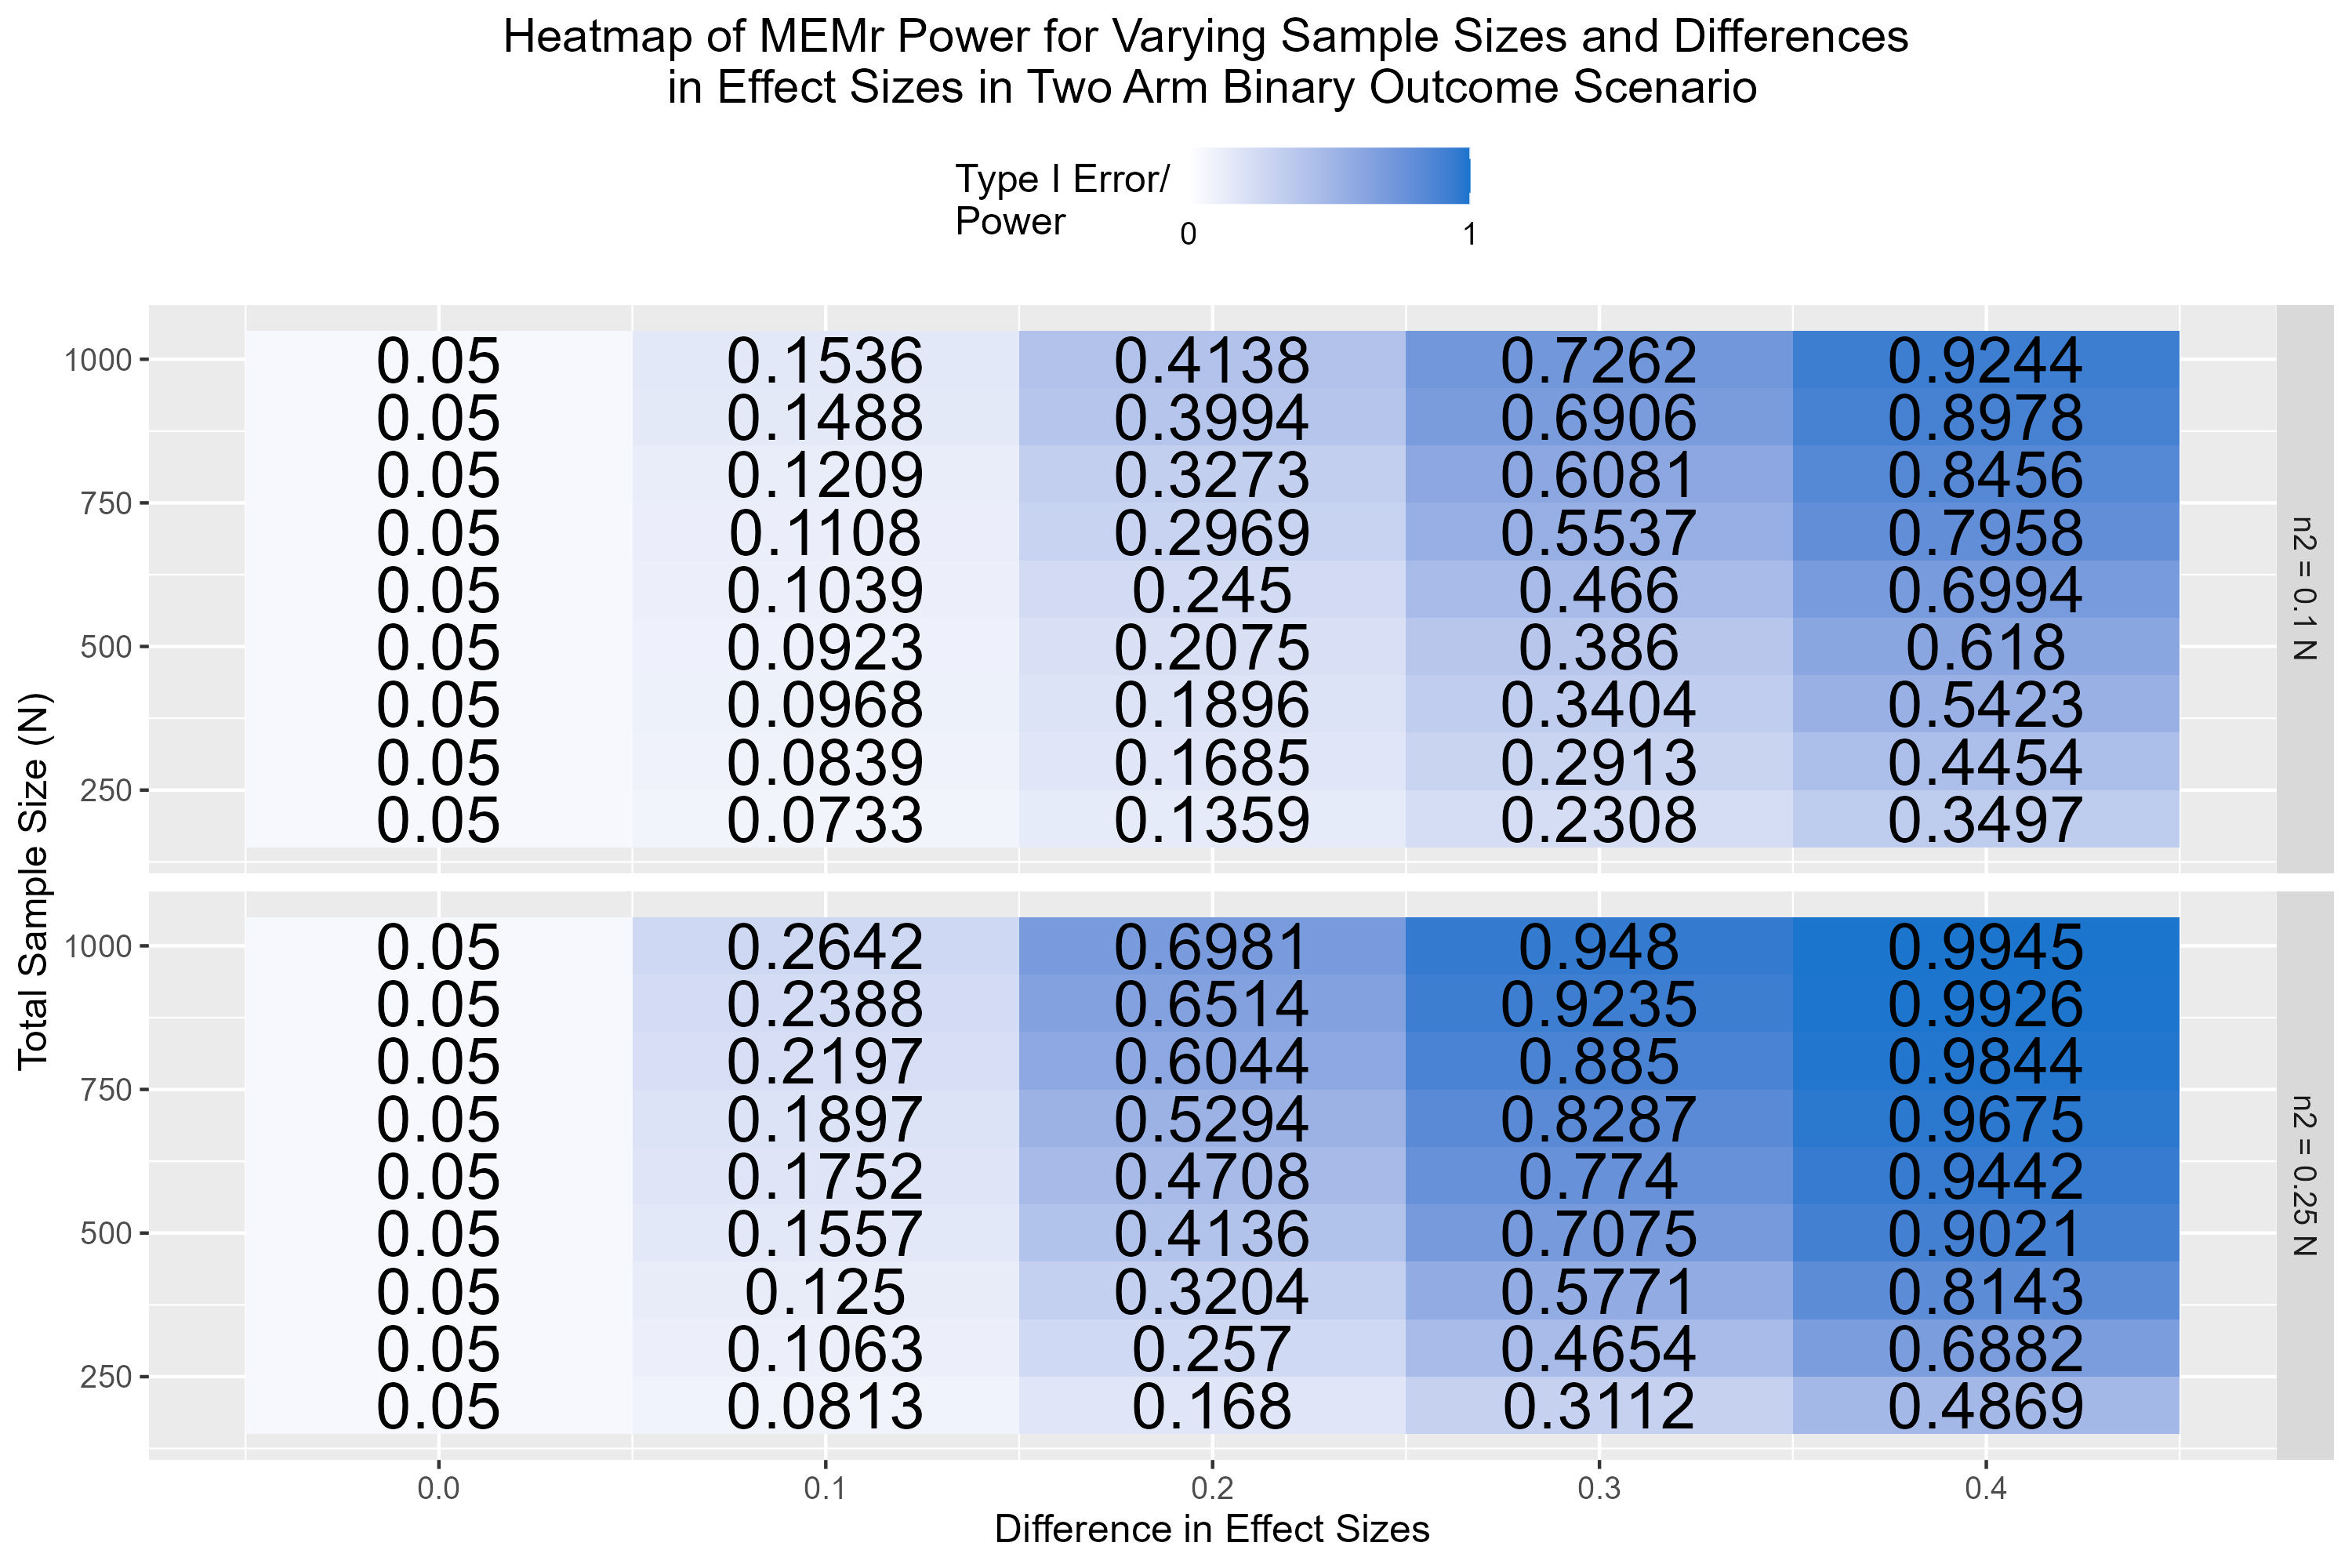 Heatmap of MEMr Power for Varying Sample Sizes and Differences
in Effect Sizes in Two Arm Binary Outcome Scenario
Type I Error/
Power
0 1
Total Sample Size (N)
1000 0.05 0.1536 0.4138 0.7262 0.9244
0.05 0.1488 0.3994 0.6906 0.8978
0.05 0.1209 0.3273 0.6081 0.8456
750
0.05 0.1108 0.2969 0.5537 0.7958
0.05 0.1039 0.245 0.466 0.6994
500 0.05 0.0923 0.2075 0.386 0.618
0.05 0.0968 0.1896 0.3404 0.5423
0.05 0.0839 0.1685 0.2913 0.4454
250
0.05 0.0733 0.1359 0.2308 0.3497
n2 = 0.1 N
1000 0.05 0.2642 0.6981 0.948 0.9945
0.05 0.2388 0.6514 0.9235 0.9926
0.05 0.2197 0.6044 0.885 0.9844
750
0.05 0.1897 0.5294 0.8287 0.9675
0.05 0.1752 0.4708 0.774 0.9442
500 0.05 0.1557 0.4136 0.7075 0.9021
0.05 0.125 0.3204 0.5771 0.8143
0.05 0.1063 0.257 0.4654 0.6882
250
0.05 0.0813 0.168 0.3112 0.4869
n2 = 0.25 N
0.0 0.1 0.2 0.3 0.4
Difference in Effect Sizes